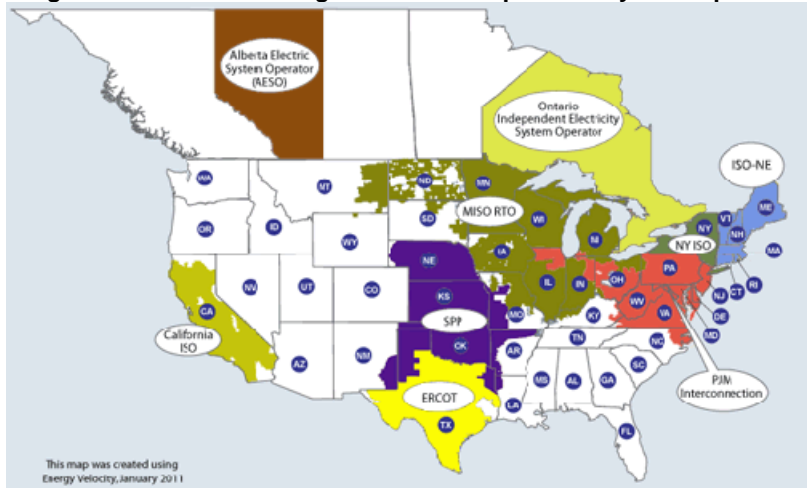 Alberta Electric
System Operator
(AESO)
Ontario
Independent Electricity
System Operator
ISO-NE
WA
MT
ND
MN
VT
ME
OR
ID
SD
MISO RTO
WI
NY
NH
WY
MI
NY ISO
MA
IA
NE
PA
NV
UT
CO
IL
IN
OH
RI
CT
NJ
CA
KS
MO
WV
VA
DE
KY
MD
California
ISO
SPP
OK
TN
NC
AZ
NM
AR
SC
PJM
Interconnection
ERCOT
MS
AL
GA
LA
TX
FL
This map was created using
Energy Velocity, January 2011